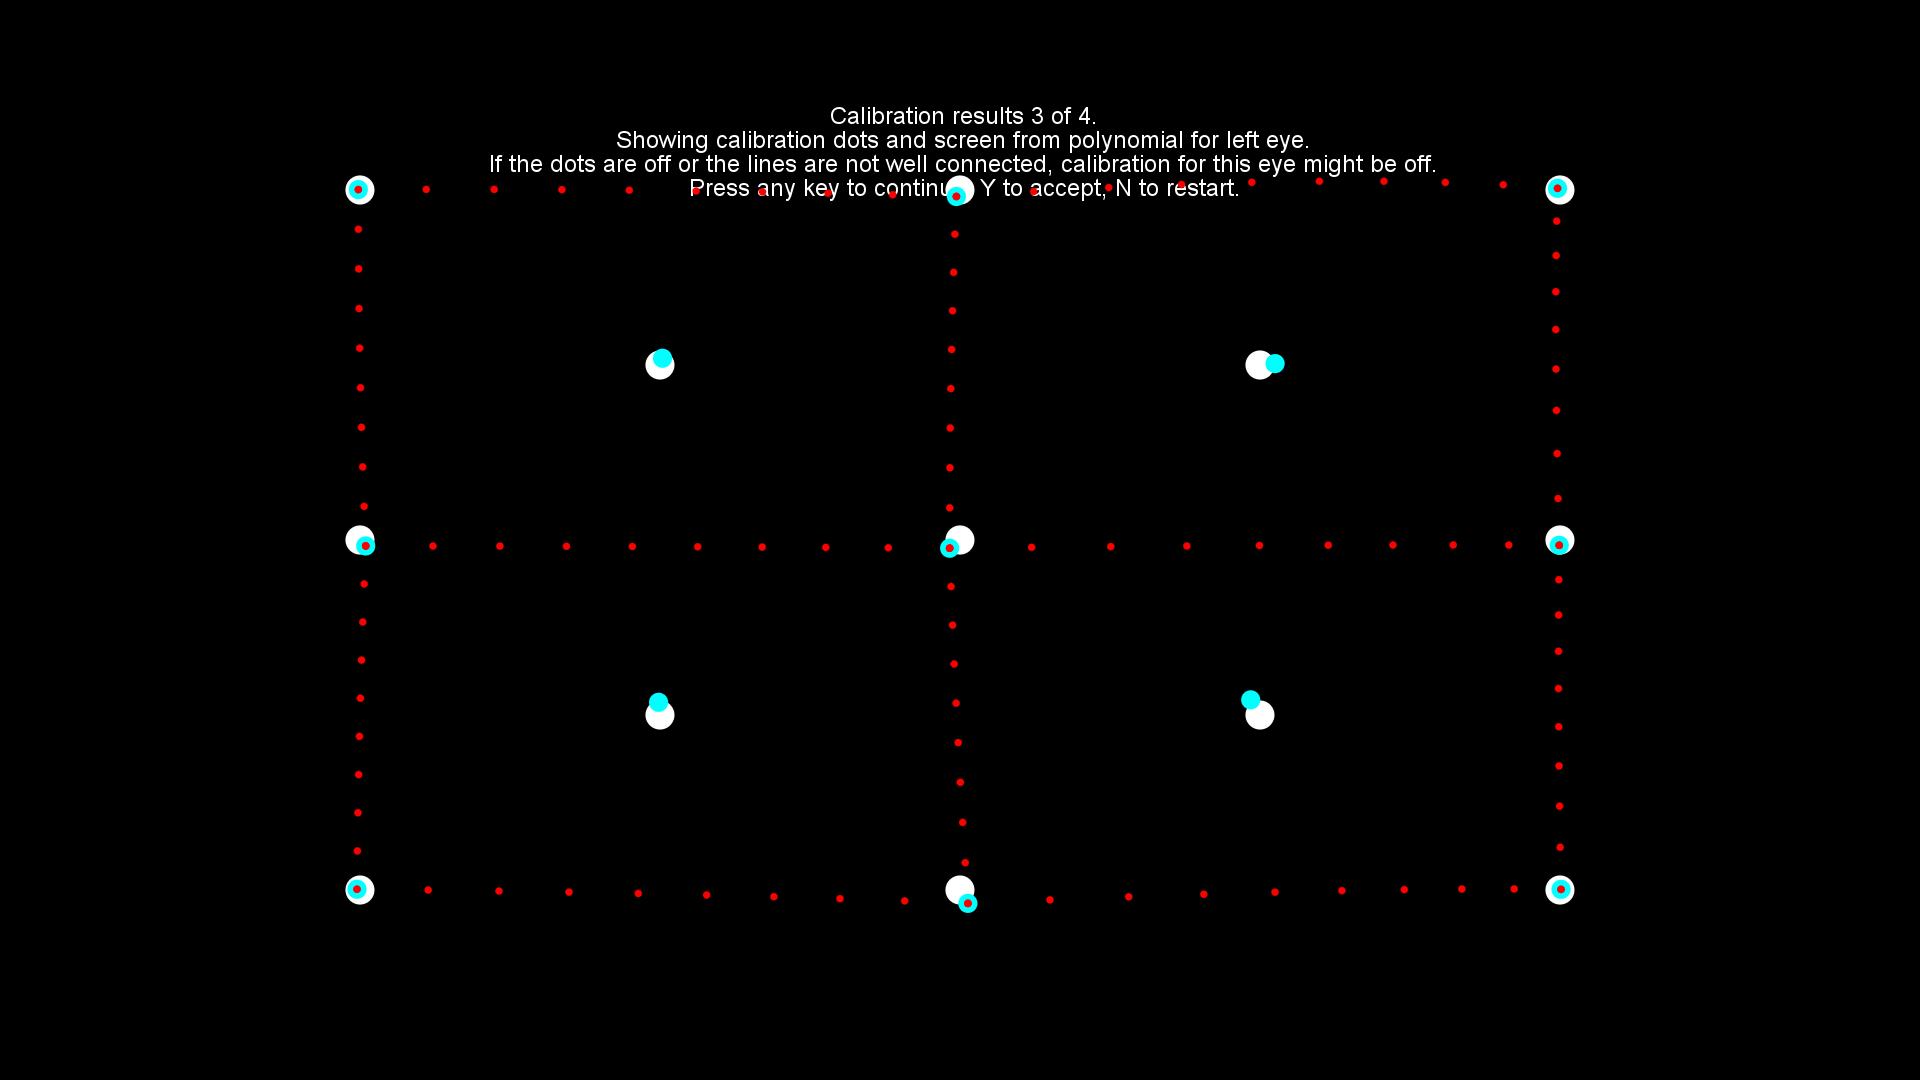 Calibration results 3 of 4.
Showing calibration dots and screen from polynomial for left eye.
If the dots are off or the lines are not well connected, calibration for this eye might be off.
Press any key to continue, Y to accept, N to restart.